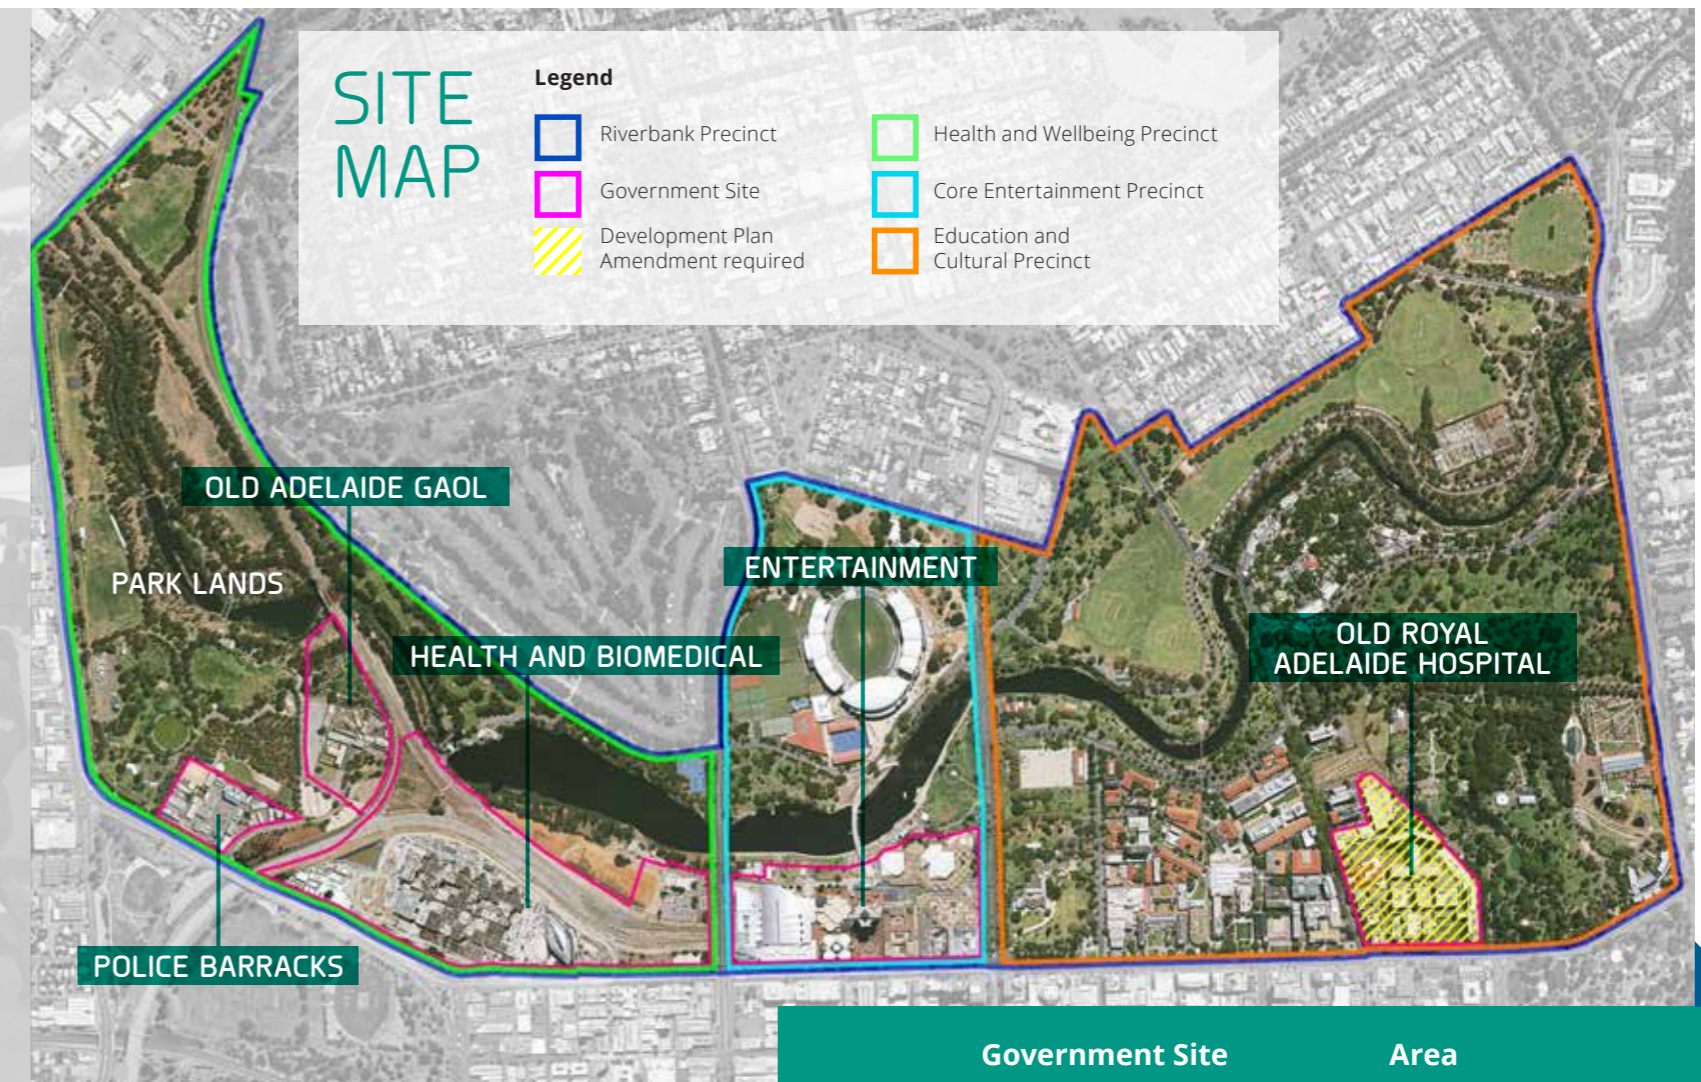 SITE
MAP
Legend
Riverbank Precinct
Government Site
Development Plan
Amendment required
Health and Wellbeing Precinct
Core Entertainment Precinct
Education and
Cultural Precinct
OLD ADELAIDE GAOL
PARK LANDS
ENTERTAINMENT
HEALTH AND BIOMEDICAL
OLD ROYAL
ADELAIDE HOSPITAL
POLICE BARRACKS
Government Site
Area